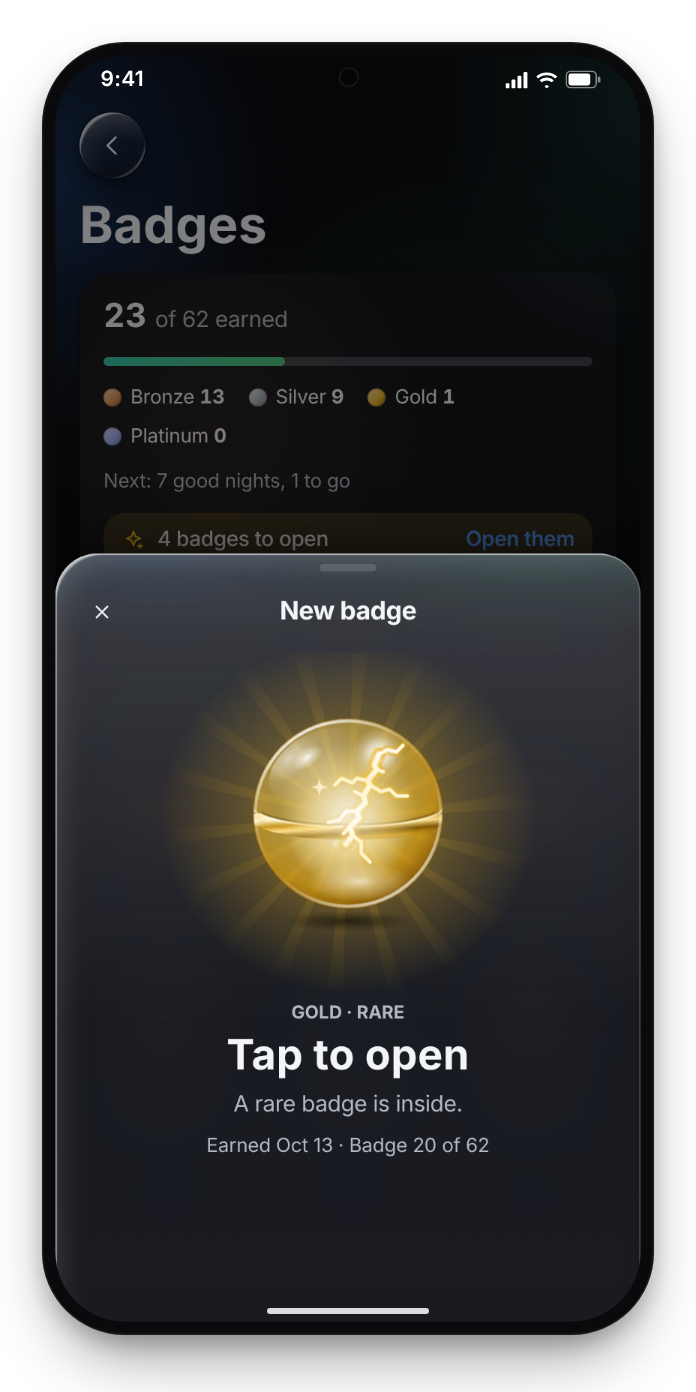 9:41
Badges
23 of 62 earned
Bronze 13 Silver 9 Gold 1
Platinum 0
Next: 7 good nights, 1 to go
4 badges to open Open them
New badge
GOLD · RARE
Tap to open
A rare badge is inside.
Earned Oct 13 · Badge 20 of 62